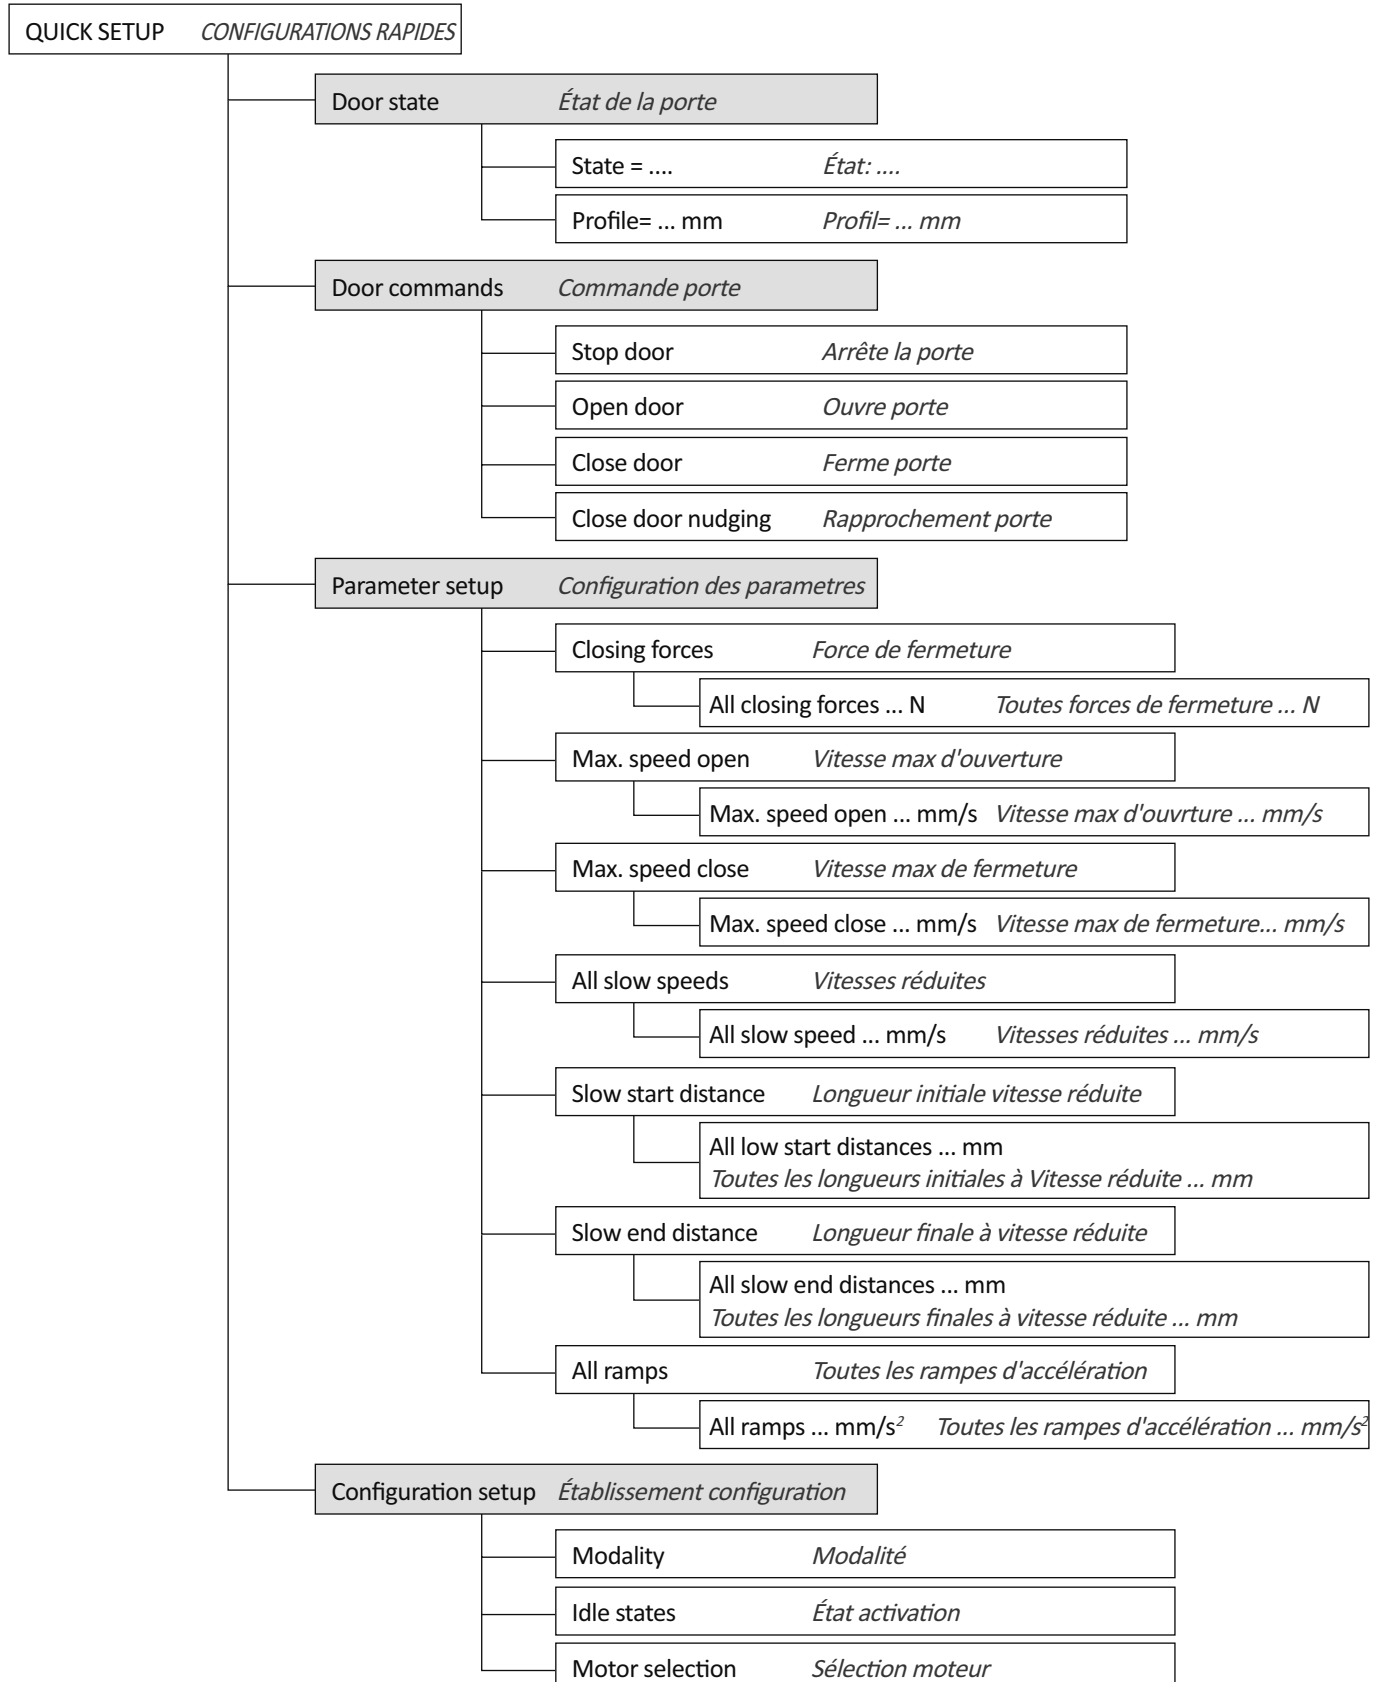 QUICK SETUP CONFIGURATIONS RAPIDES
Door state État de la porte
State = .... État: ....
Profile= ... mm Profil= ... mm
Door commands Commande porte
Stop door Arrête la porte
Open door Ouvre porte
Close door Ferme porte
Close door nudging Rapprochement porte
Parameter setup Configuration des parametres
Closing forces Force de fermeture
All closing forces ... N Toutes forces de fermeture ... N
Max. speed open Vitesse max d'ouverture
Max. speed open ... mm/s Vitesse max d'ouvrture ... mm/s
Max. speed close Vitesse max de fermeture
Max. speed close ... mm/s Vitesse max de fermeture... mm/s
All slow speeds Vitesses réduites
All slow speed ... mm/s Vitesses réduites ... mm/s
Slow start distance Longueur initiale vitesse réduite
All low start distances ... mm
Toutes les longueurs initiales à Vitesse réduite ... mm
Slow end distance Longueur finale à vitesse réduite
All slow end distances ... mm
Toutes les longueurs finales à vitesse réduite ... mm
All ramps Toutes les rampes d'accélération
All ramps ... mm/s² Toutes les rampes d'accélération ... mm/s²
Configuration setup Établissement configuration
Modality Modalité
Idle states État activation
Motor selection Sélection moteur